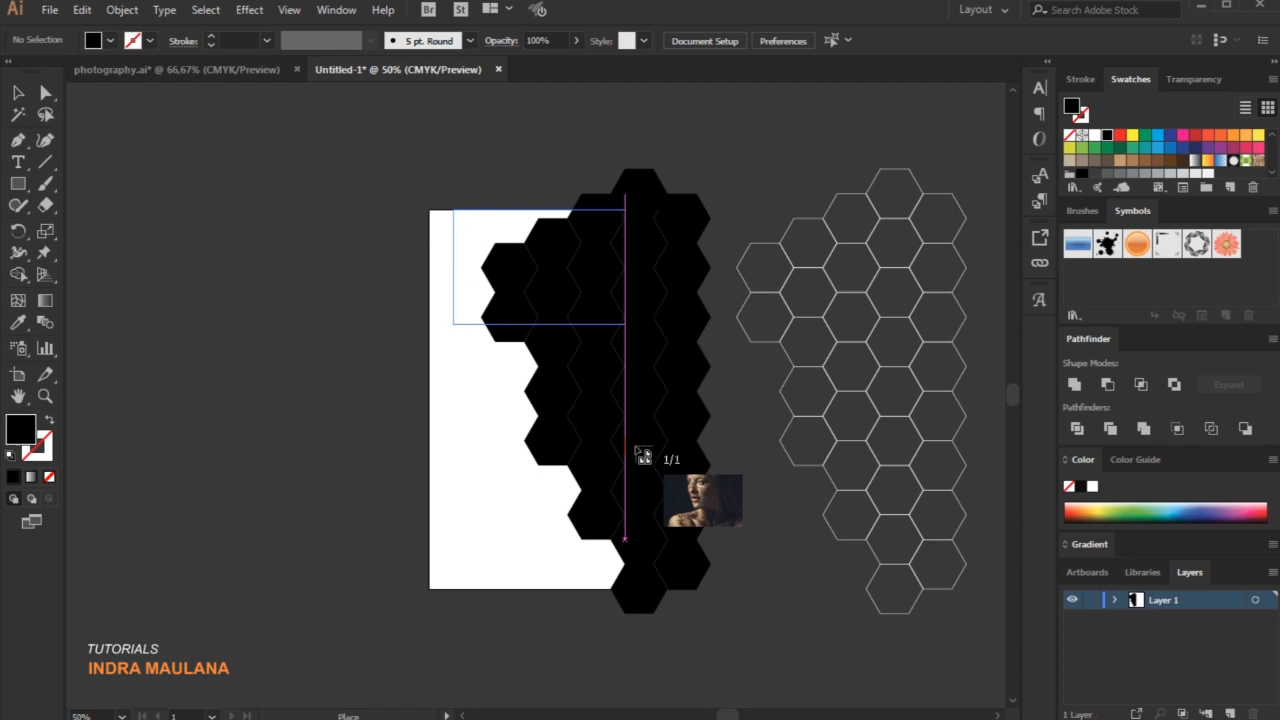 Ai File Edit Object Type Select Effect View Window Help Br St Layout Search Adobe Stock
No Selection Stroke: 5 pt. Round Opacity: 100% Style: Document Setup Preferences
photography.ai* @ 66,67% (CMYK/Preview) × Untitled-1* @ 50% (CMYK/Preview) ×
Stroke Swatches Transparency
Brushes Symbols
Pathfinder
Shape Modes:
Expand
Pathfinders:
1/1
Color Color Guide
Gradient
Artboards Libraries Layers
Layer 1
TUTORIALS
INDRA MAULANA
50% 1 Place
1 Layer